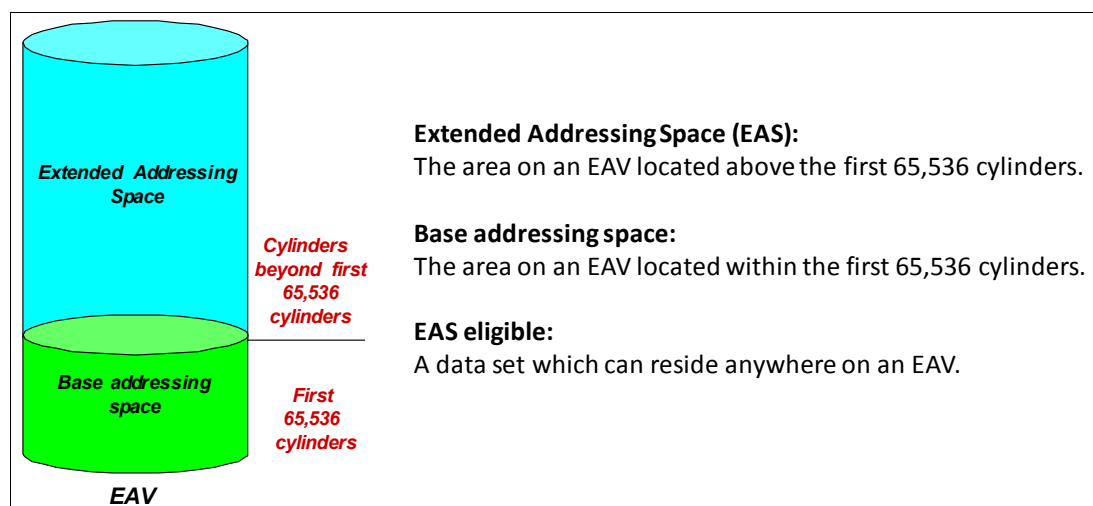 Extended Addressing
Space
Cylinders
beyond first
65,536
cylinders
Base addressing
space
First
65,536
cylinders
EAV
Extended Addressing Space (EAS):
The area on an EAV located above the first 65,536 cylinders.
Base addressing space:
The area on an EAV located within the first 65,536 cylinders.
EAS eligible:
A data set which can reside anywhere on an EAV.